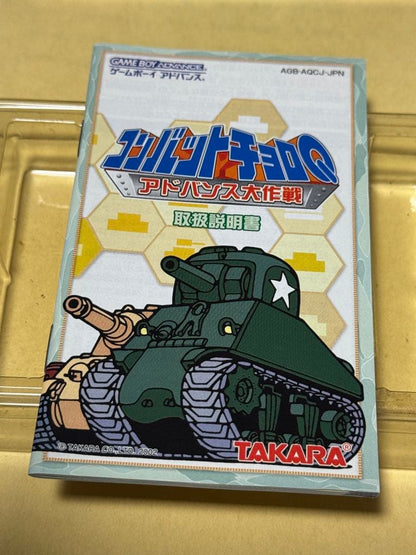 GAME BOY ADVANCE™
ゲームボーイ アドバンス。
AGB-AQCJ-JPN
コンバットチョロQ
アドバンス大作戦
取扱説明書
© TAKARA CO.,LTD. 2002
TAKARA®